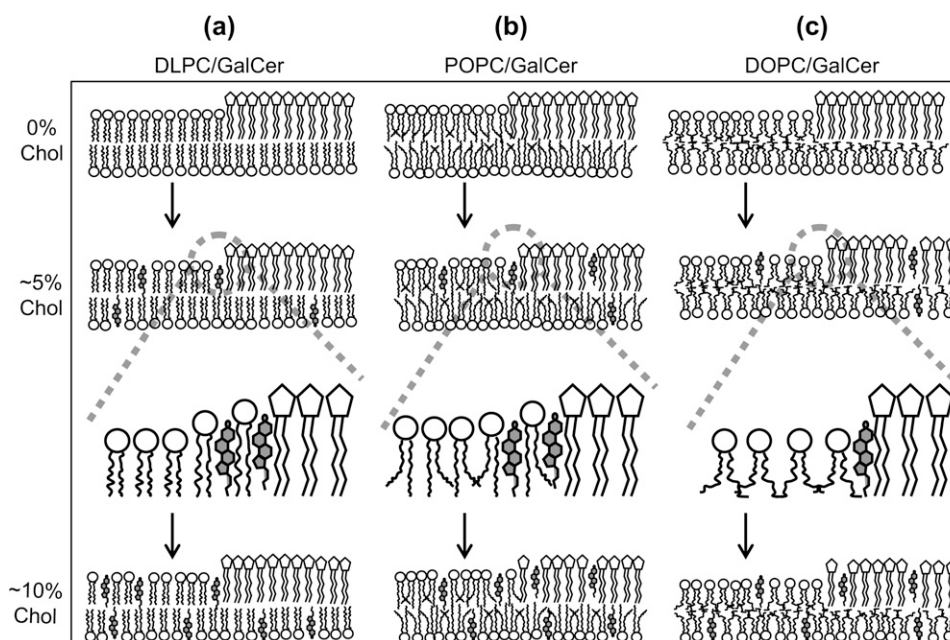 (a)
(b)
(c)
DLPC/GalCer
POPC/GalCer
DOPC/GalCer
0%
Chol
~5%
Chol
~10%
Chol